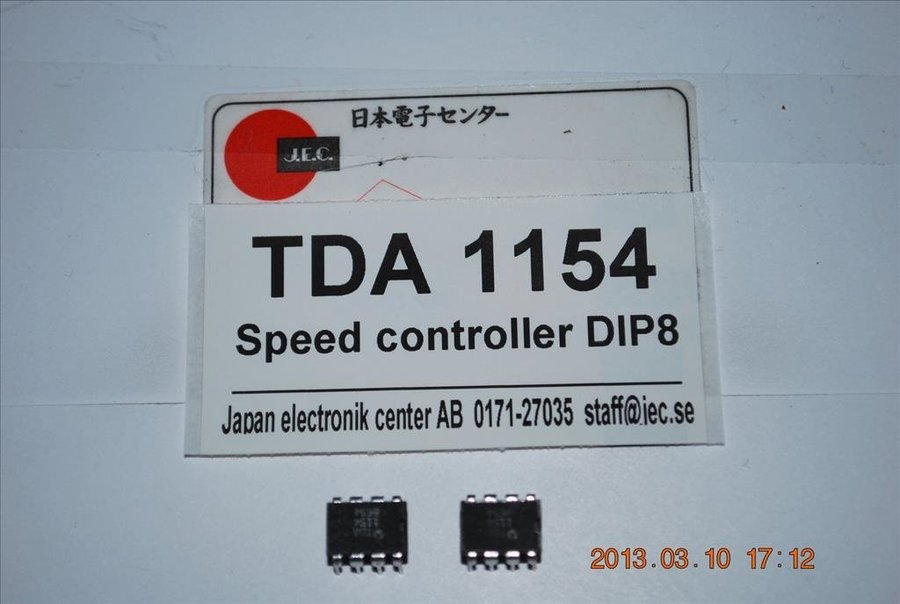 日本電子センター
J.E.C.
TDA 1154
Speed controller DIP8
Japan electronik center AB 0171-27035 staff@jec.se
2013.03.10 17:12